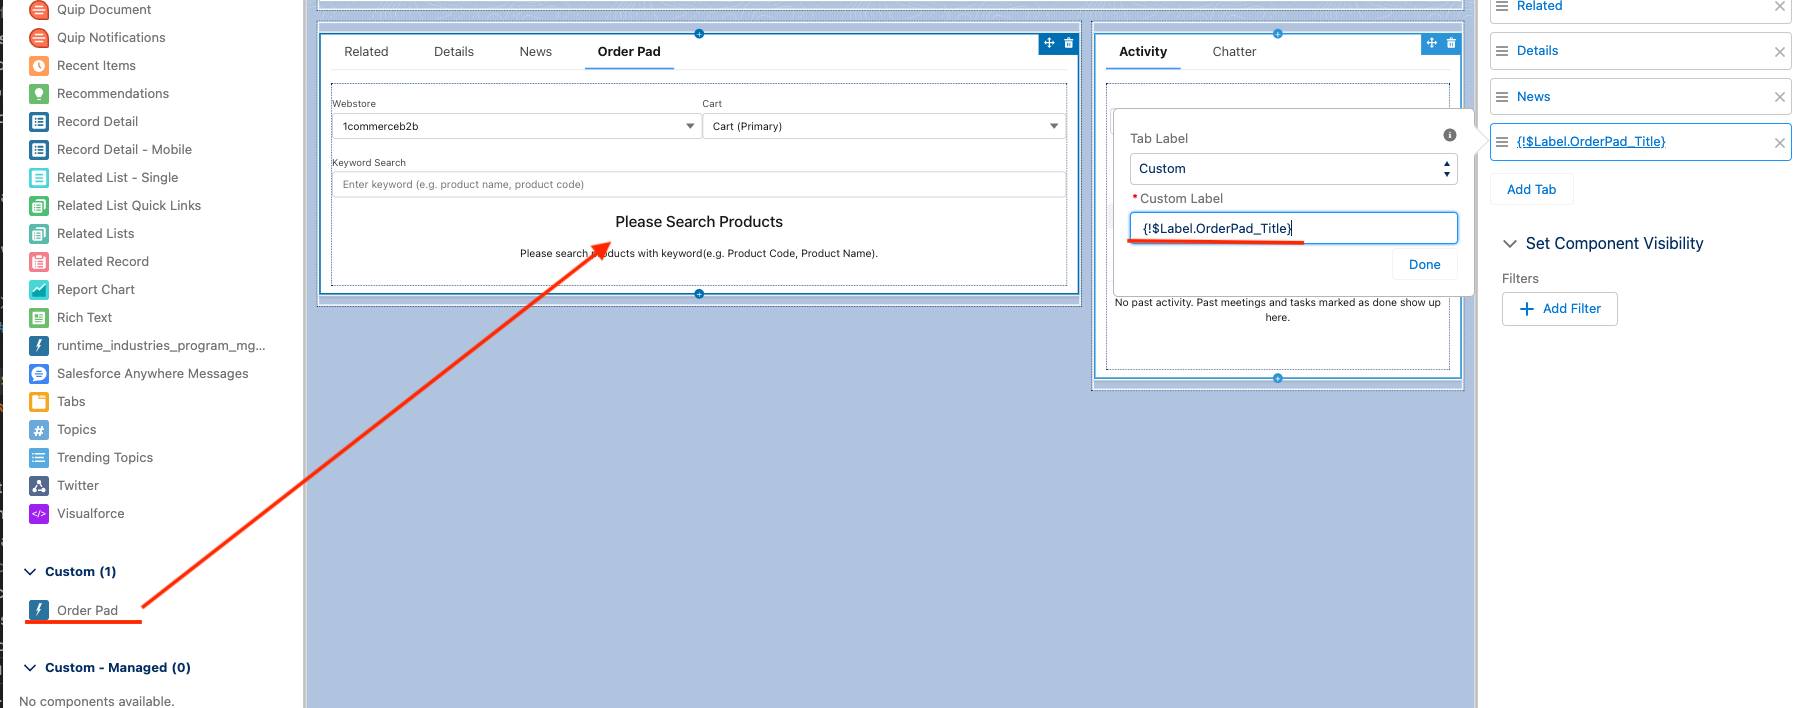 Quip Document
Quip Notifications
Recent Items
Recommendations
Record Detail
Record Detail - Mobile
Related List - Single
Related List Quick Links
Related Lists
Related Record
Report Chart
Rich Text
runtime_industries_program_mg...
Salesforce Anywhere Messages
Tabs
Topics
Trending Topics
Twitter
Visualforce
Custom (1)
Order Pad
Custom - Managed (0)
No components available.
Related Details News Order Pad
Webstore Cart
1commerceb2b Cart (Primary)
Keyword Search
Enter keyword (e.g. product name, product code)
Please Search Products
Please search products with keyword(e.g. Product Code, Product Name).
Activity Chatter
Tab Label
Custom
* Custom Label
{!$Label.OrderPad_Title}
Done
No past activity. Past meetings and tasks marked as done show up
here.
Related
Details
News
{!$Label.OrderPad_Title}
Add Tab
Set Component Visibility
Filters
Add Filter